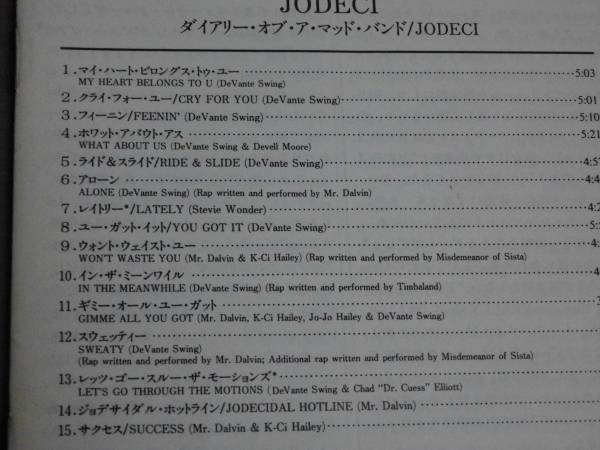 JODECI
ダイアリー・オブ・ア・マッド・バンド/JODECI
1.マイ・ハート・ビロングス・トゥ・ユー ……………5:03
MY HEART BELONGS TO U (DeVante Swing)
2.クライ・フォー・ユー/CRY FOR YOU (DeVante Swing)……………5:01
3.フィーニン/FEENIN' (DeVante Swing)……………5:10
4.ホワット・アバウト・アス ……………5:21
WHAT ABOUT US (DeVante Swing & Devell Moore)
5.ライド&スライド/RIDE & SLIDE (DeVante Swing)……………4:5
6.アローン ……………4:4
ALONE (DeVante Swing) (Rap written and performed by Mr. Dalvin)
7.レイトリー*/LATELY (Stevie Wonder)……………4:2
8.ユー・ガット・イット/YOU GOT IT (DeVante Swing)……………5:
9.ウォント・ウェイスト・ユー ……………4:
WON'T WASTE YOU (Mr. Dalvin & K-Ci Hailey) (Rap written and performed by Misdemeanor of Sista)
10.イン・ザ・ミーンワイル ……………4
IN THE MEANWHILE (DeVante Swing) (Rap written and performed by Timbaland)
11.ギミー・オール・ユー・ガット ……………
GIMME ALL YOU GOT (Mr. Dalvin, K-Ci Hailey, Jo-Jo Hailey & DeVante Swing)
12.スウェッティー ……………
SWEATY (DeVante Swing)
(Rap written and performed by Mr. Dalvin; Additional rap written and performed by Misdemeanor of Sista)
13.レッツ・ゴー・スルー・ザ・モーションズ* ……………
LET'S GO THROUGH THE MOTIONS (DeVante Swing & Chad "Dr. Cuess" Elliott)
14.ジョデサイダル・ホットライン/JODECIDAL HOTLINE (Mr. Dalvin) ……………
15.サクセス/SUCCESS (Mr. Dalvin & K-Ci Hailey)……………